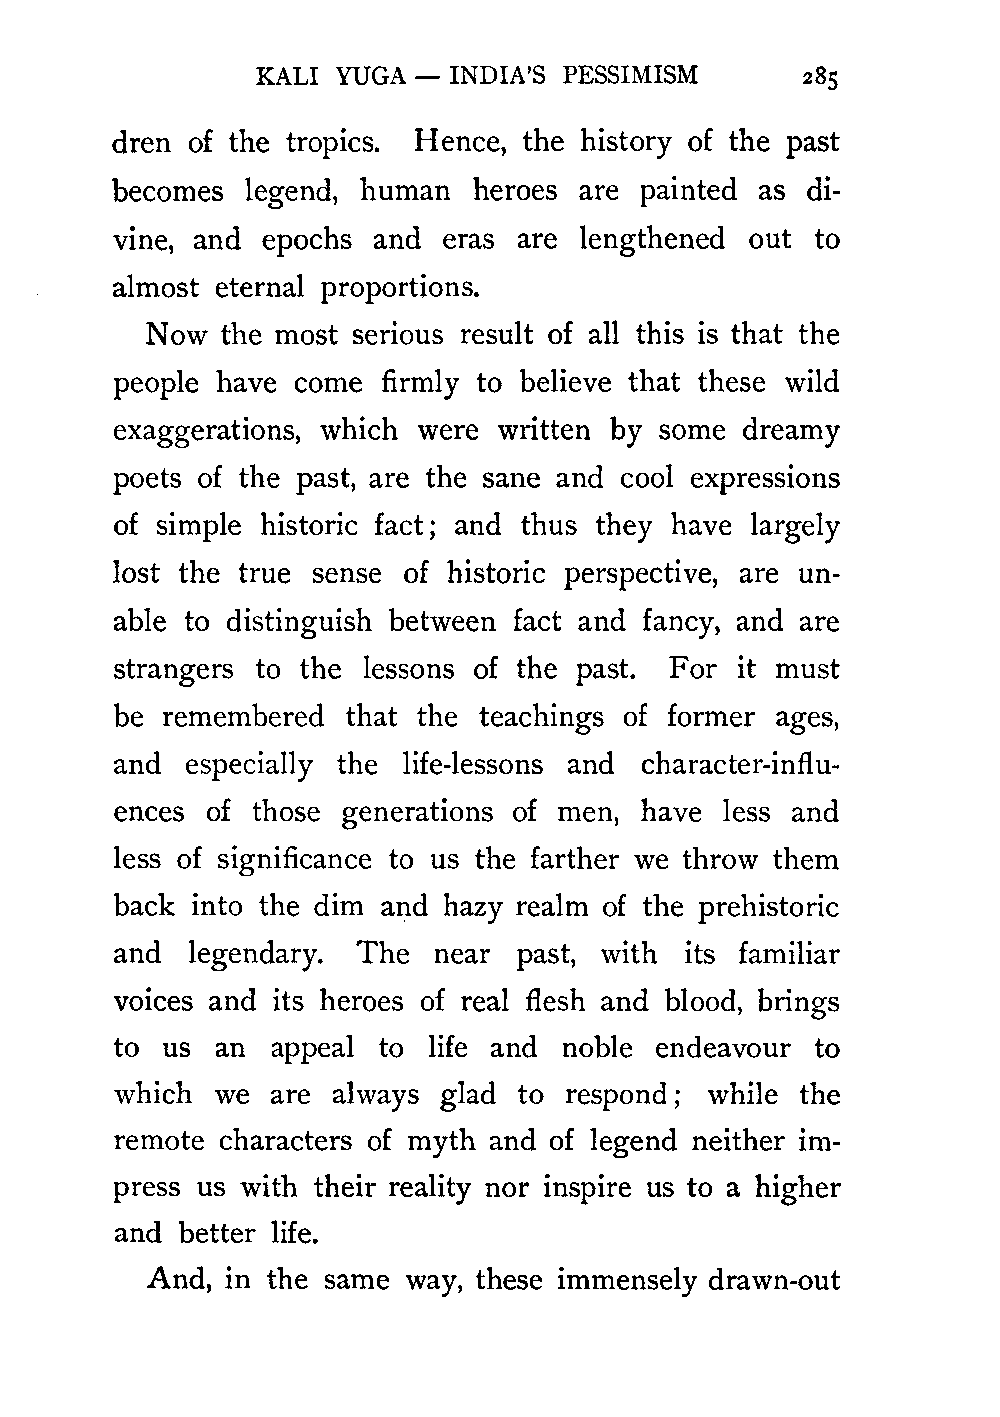 KALI YUGA — INDIA'S PESSIMISM 285
dren of the tropics. Hence, the history of the past
becomes legend, human heroes are painted as di-
vine, and epochs and eras are lengthened out to
almost eternal proportions.
Now the most serious result of all this is that the
people have come firmly to believe that these wild
exaggerations, which were written by some dreamy
poets of the past, are the sane and cool expressions
of simple historic fact; and thus they have largely
lost the true sense of historic perspective, are un-
able to distinguish between fact and fancy, and are
strangers to the lessons of the past. For it must
be remembered that the teachings of former ages,
and especially the life-lessons and character-influ-
ences of those generations of men, have less and
less of significance to us the farther we throw them
back into the dim and hazy realm of the prehistoric
and legendary. The near past, with its familiar
voices and its heroes of real flesh and blood, brings
to us an appeal to life and noble endeavour to
which we are always glad to respond; while the
remote characters of myth and of legend neither im-
press us with their reality nor inspire us to a higher
and better life.
And, in the same way, these immensely drawn-out